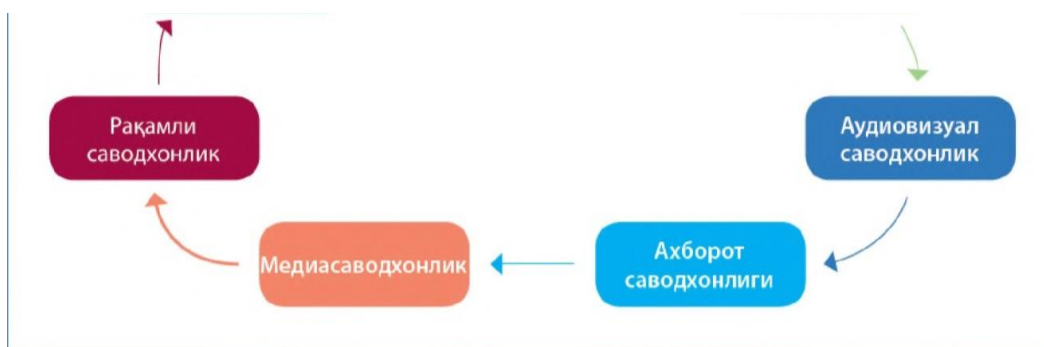 Рақамли
саводхонлик
Аудиовизуал
саводхонлик
Медиасаводхонлик
Ахборот
саводхонлиги